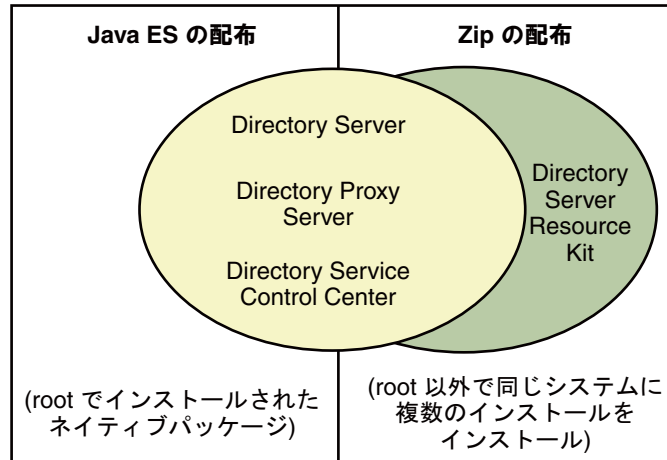 Java ES の配布
Zip の配布
Directory Server
Directory Proxy
Server
Directory Service
Control Center
Directory
Server
Resource
Kit
(root でインストールされた
ネイティブパッケージ)
(root 以外で同じシステムに
複数のインストールを
インストール)